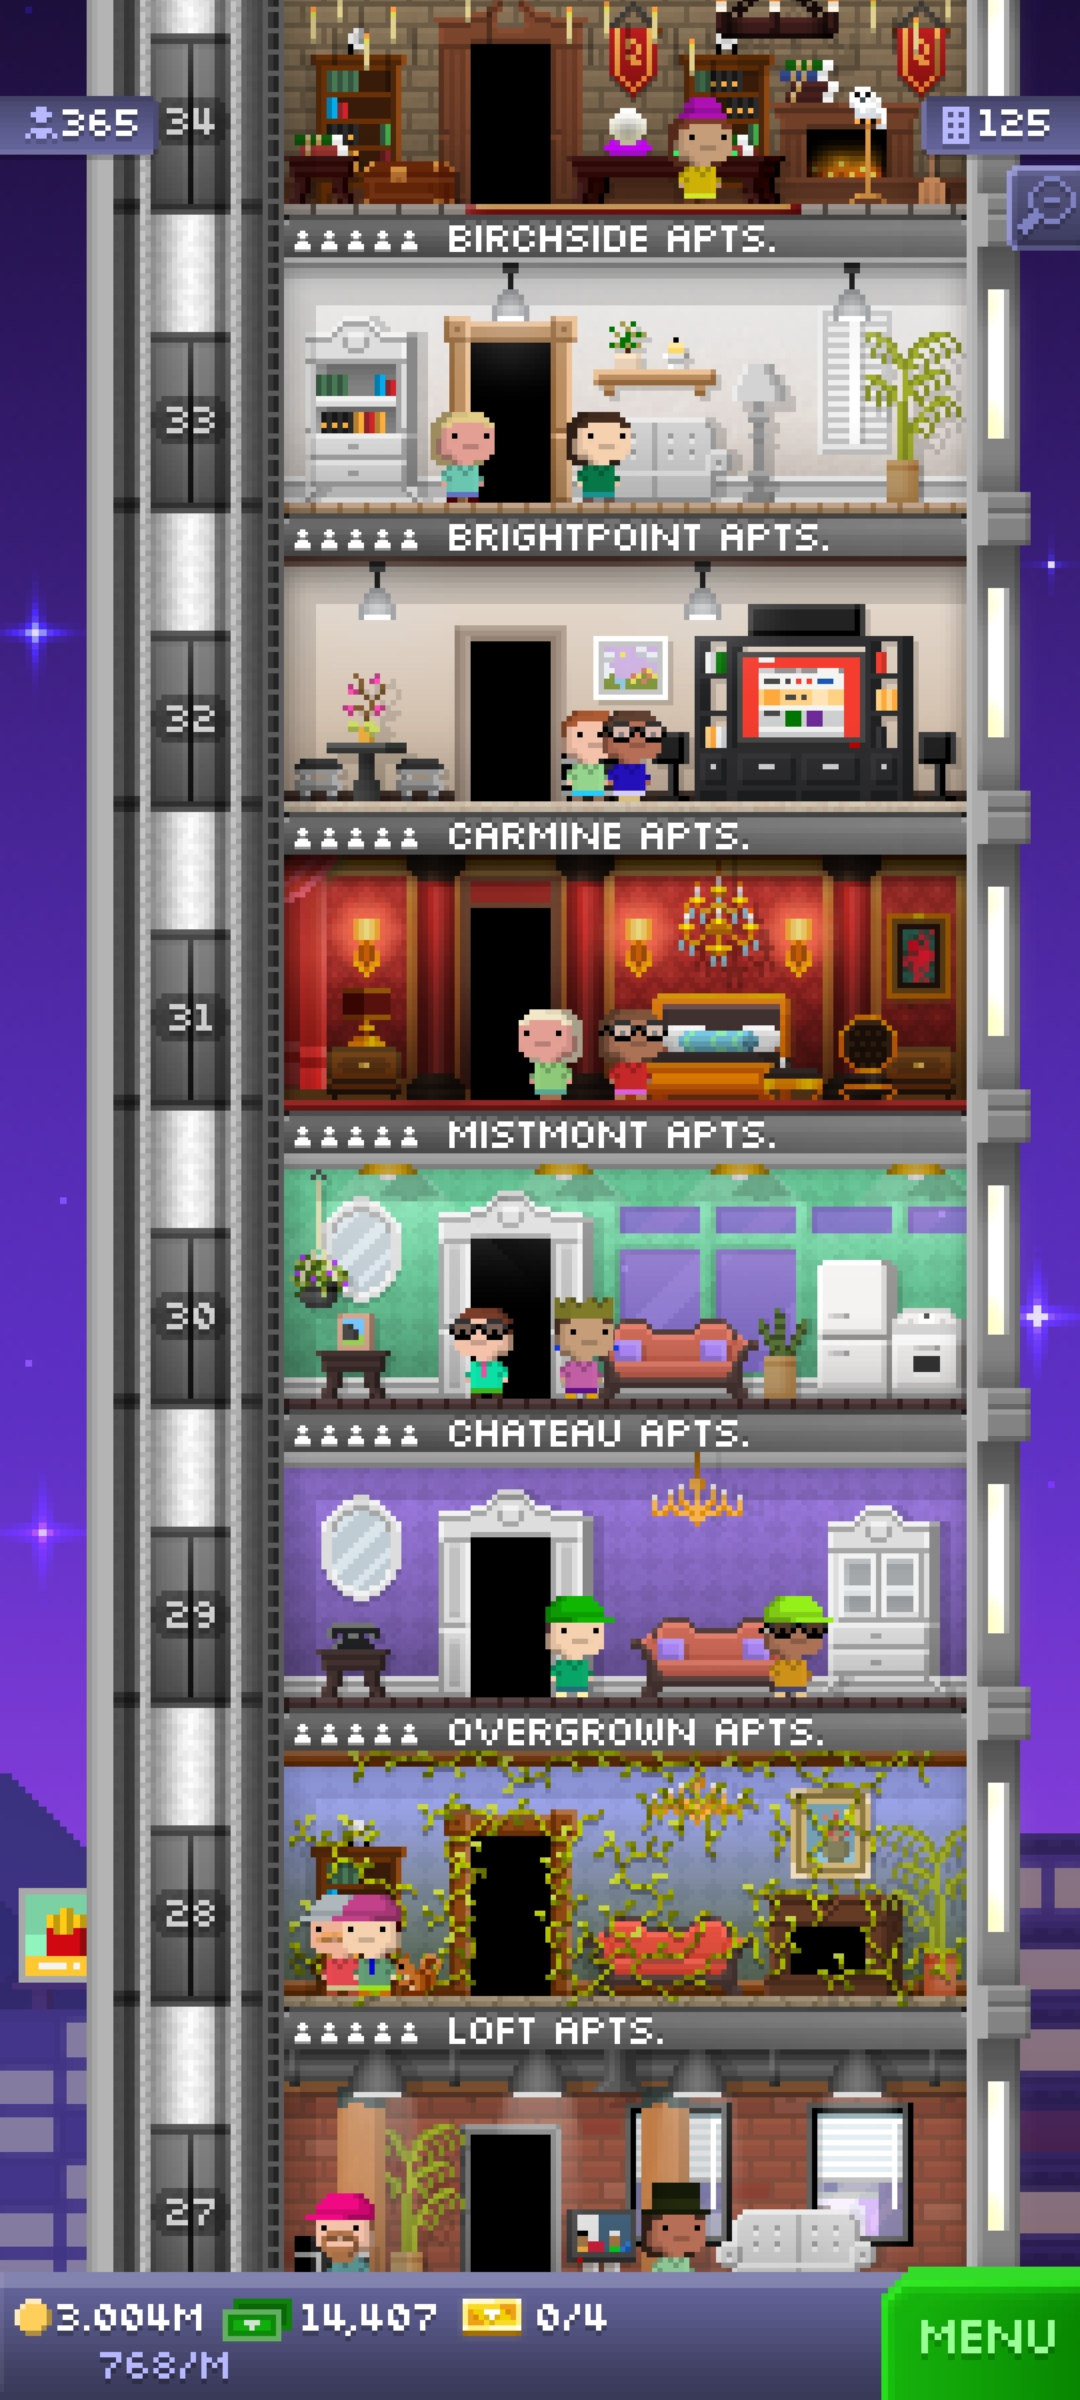 34
365
125
BIRCHSIDE APTS.
33
BRIGHTPOINT APTS.
32
CARMINE APTS.
31
MISTMONT APTS.
30
CHATEAU APTS.
29
OVERGROWN APTS.
28
LOFT APTS.
27
3.004M 14,407 0/4
768/M
MENU